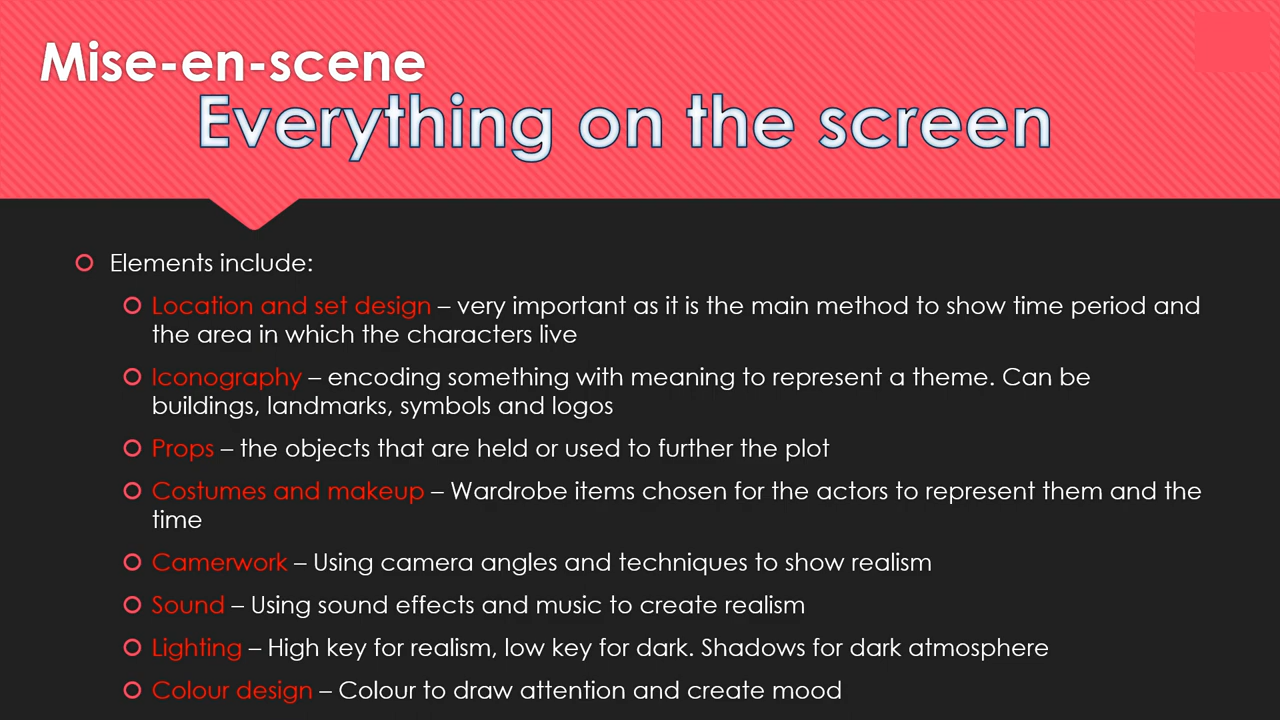 Mise-en-scene
Everything on the screen
Elements include:
Location and set design – very important as it is the main method to show time period and
the area in which the characters live
Iconography – encoding something with meaning to represent a theme. Can be
buildings, landmarks, symbols and logos
Props – the objects that are held or used to further the plot
Costumes and makeup – Wardrobe items chosen for the actors to represent them and the
time
Camerwork – Using camera angles and techniques to show realism
Sound – Using sound effects and music to create realism
Lighting – High key for realism, low key for dark. Shadows for dark atmosphere
Colour design – Colour to draw attention and create mood